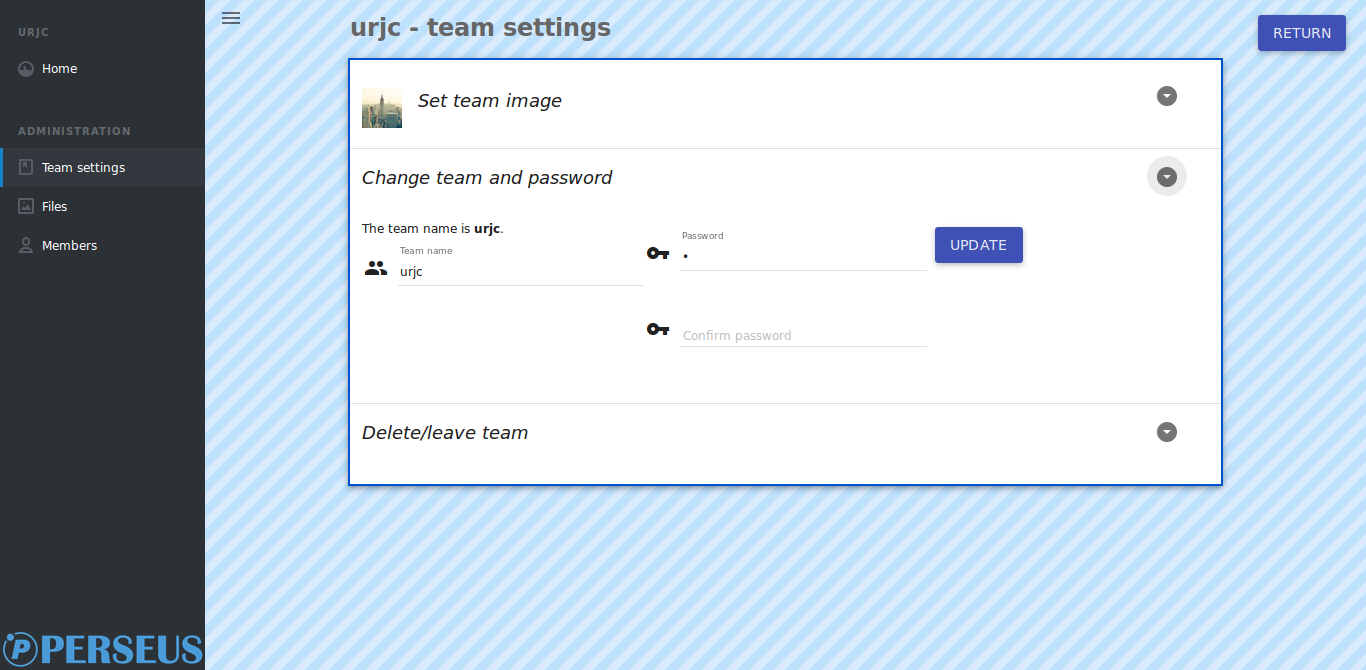 URJC
Home
ADMINISTRATION
Team settings
Files
Members
PERSEUS
urjc - team settings
RETURN
Set team image
Change team and password
The team name is urjc.
Team name
urjc
Password
•
UPDATE
Confirm password
Delete/leave team